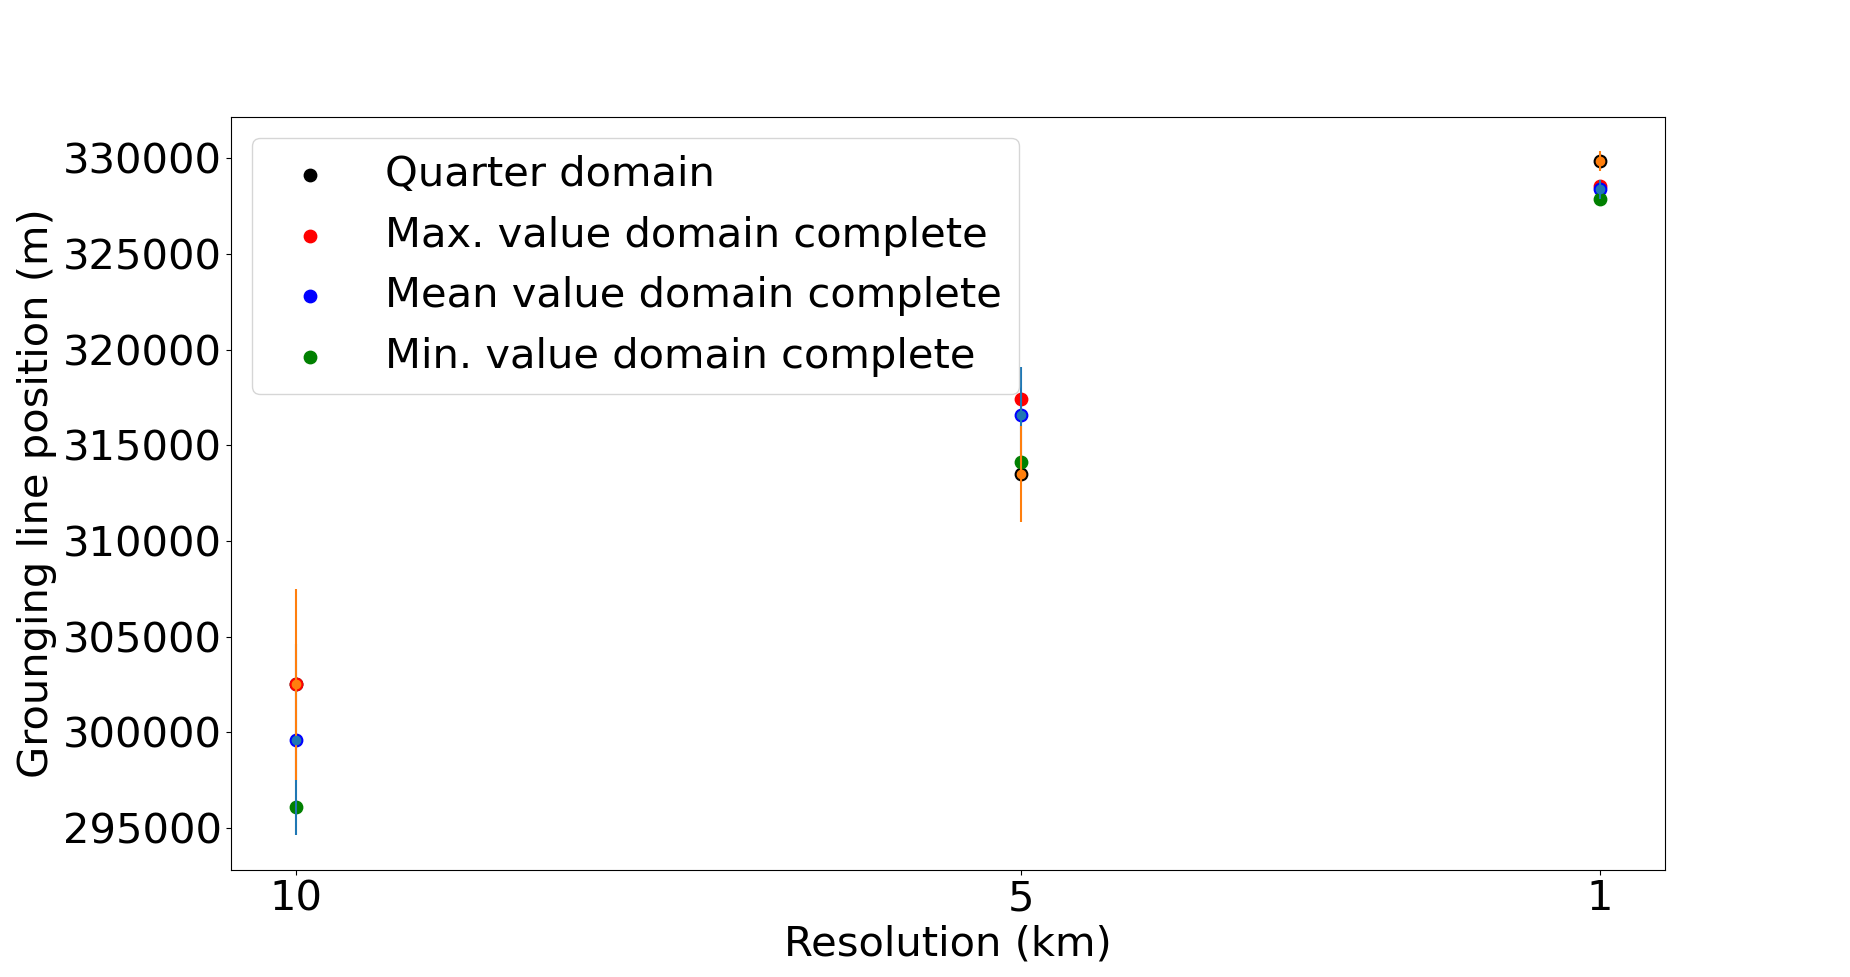 Quarter domain
Max. value domain complete
Mean value domain complete
Min. value domain complete
330000
325000
320000
315000
310000
305000
300000
295000
Grounging line position (m)
10 5 1
Resolution (km)